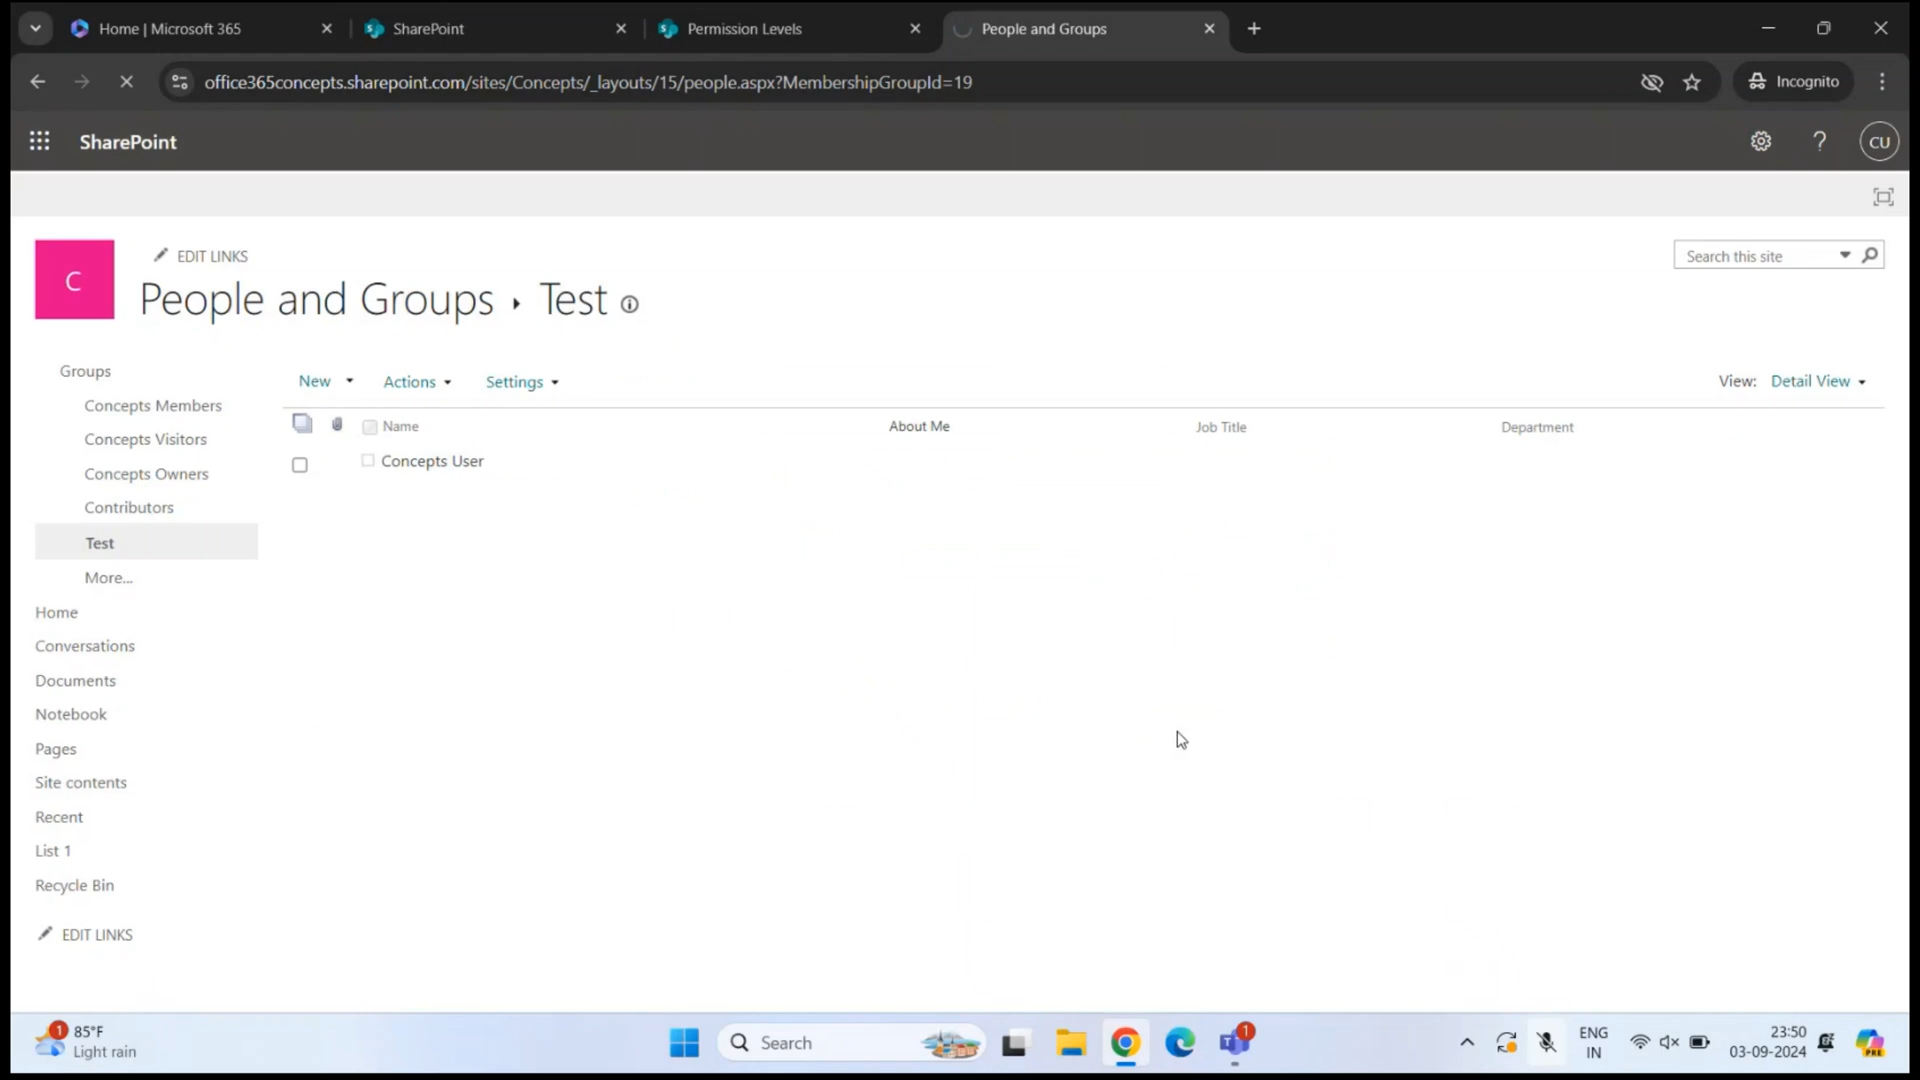 Home | Microsoft 365
SharePoint
Permission Levels
People and Groups
office365concepts.sharepoint.com/sites/Concepts/_layouts/15/people.aspx?MembershipGroupId=19
Incognito
SharePoint
?
CU
C
EDIT LINKS
Search this site
People and Groups ▸ Test
Groups
New
Actions
Settings
View: Detail View
Concepts Members
Name
About Me
Job Title
Department
Concepts Visitors
Concepts User
Concepts Owners
Contributors
Test
More...
Home
Conversations
Documents
Notebook
Pages
Site contents
Recent
List 1
Recycle Bin
EDIT LINKS
1
85°F
Light rain
Search
1
ENG
IN
23:50
03-09-2024
PRE